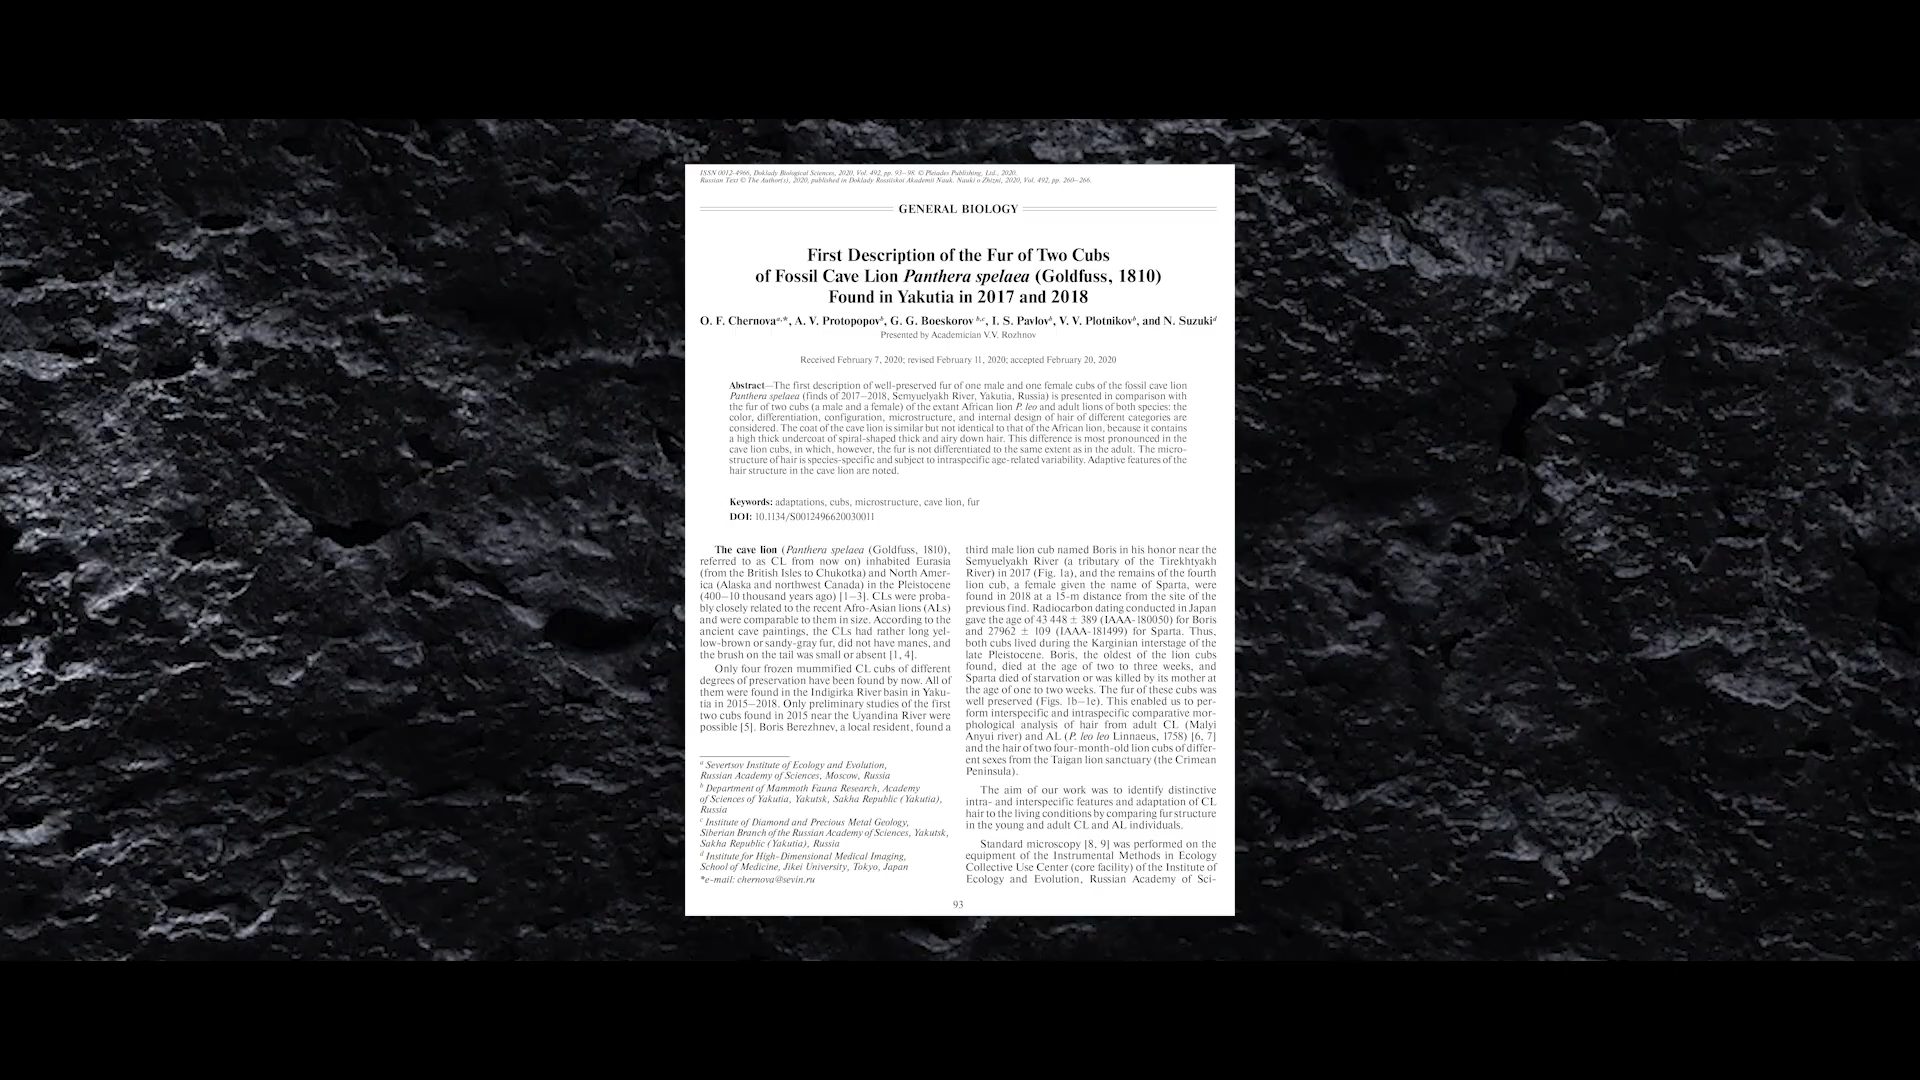 ISSN 0012-4966, Doklady Biological Sciences, 2020, Vol. 492, pp. 93–98. © Pleiades Publishing, Ltd., 2020.
Russian Text © The Author(s), 2020, published in Doklady Rossiiskoi Akademii Nauk. Nauki o Zhizni, 2020, Vol. 492, pp. 260–266.
GENERAL BIOLOGY
First Description of the Fur of Two Cubs
of Fossil Cave Lion Panthera spelaea (Goldfuss, 1810)
Found in Yakutia in 2017 and 2018
O. F. Chernovaa,*, A. V. Protopopovb, G. G. Boeskorov b,c, I. S. Pavlovb, V. V. Plotnikovb, and N. Suzukid
Presented by Academician V.V. Rozhnov
Received February 7, 2020; revised February 11, 2020; accepted February 20, 2020
Abstract—The first description of well-preserved fur of one male and one female cubs of the fossil cave lion
Panthera spelaea (finds of 2017–2018, Semyuelyakh River, Yakutia, Russia) is presented in comparison with
the fur of two cubs (a male and a female) of the extant African lion P. leo and adult lions of both species: the
color, differentiation, configuration, microstructure, and internal design of hair of different categories are
considered. The coat of the cave lion is similar but not identical to that of the African lion, because it contains
a high thick undercoat of spiral-shaped thick and airy down hair. This difference is most pronounced in the
cave lion cubs, in which, however, the fur is not differentiated to the same extent as in the adult. The micro-
structure of hair is species-specific and subject to intraspecific age-related variability. Adaptive features of the
hair structure in the cave lion are noted.
Keywords: adaptations, cubs, microstructure, cave lion, fur
DOI: 10.1134/S0012496620030011
The cave lion (Panthera spelaea (Goldfuss, 1810),
referred to as CL from now on) inhabited Eurasia
(from the British Isles to Chukotka) and North Amer-
ica (Alaska and northwest Canada) in the Pleistocene
(400–10 thousand years ago) [1–3]. CLs were proba-
bly closely related to the recent Afro-Asian lions (ALs)
and were comparable to them in size. According to the
ancient cave paintings, the CLs had rather long yel-
low-brown or sandy-gray fur, did not have manes, and
the brush on the tail was small or absent [1, 4].
Only four frozen mummified CL cubs of different
degrees of preservation have been found by now. All of
them were found in the Indigirka River basin in Yaku-
tia in 2015–2018. Only preliminary studies of the first
two cubs found in 2015 near the Uyandina River were
possible [5]. Boris Berezhnev, a local resident, found a
a Severtsov Institute of Ecology and Evolution,
Russian Academy of Sciences, Moscow, Russia
b Department of Mammoth Fauna Research, Academy
of Sciences of Yakutia, Yakutsk, Sakha Republic (Yakutia),
Russia
c Institute of Diamond and Precious Metal Geology,
Siberian Branch of the Russian Academy of Sciences, Yakutsk,
Sakha Republic (Yakutia), Russia
d Institute for High-Dimensional Medical Imaging,
School of Medicine, Jikei University, Tokyo, Japan
*e-mail: chernova@sevin.ru
third male lion cub named Boris in his honor near the
Semyuelyakh River (a tributary of the Tirekhtyakh
River) in 2017 (Fig. 1a), and the remains of the fourth
lion cub, a female given the name of Sparta, were
found in 2018 at a 15-m distance from the site of the
previous find. Radiocarbon dating conducted in Japan
gave the age of 43 448 ± 389 (IAAA-180050) for Boris
and 27962 ± 109 (IAAA-181499) for Sparta. Thus,
both cubs lived during the Karginian interstage of the
late Pleistocene. Boris, the oldest of the lion cubs
found, died at the age of two to three weeks, and
Sparta died of starvation or was killed by its mother at
the age of one to two weeks. The fur of these cubs was
well preserved (Figs. 1b–1e). This enabled us to per-
form interspecific and intraspecific comparative mor-
phological analysis of hair from adult CL (Malyi
Anyui river) and AL (P. leo leo Linnaeus, 1758) [6, 7]
and the hair of two four-month-old lion cubs of differ-
ent sexes from the Taigan lion sanctuary (the Crimean
Peninsula).
The aim of our work was to identify distinctive
intra- and interspecific features and adaptation of CL
hair to the living conditions by comparing fur structure
in the young and adult CL and AL individuals.
Standard microscopy [8, 9] was performed on the
equipment of the Instrumental Methods in Ecology
Collective Use Center (core facility) of the Institute of
Ecology and Evolution, Russian Academy of Sci-
93